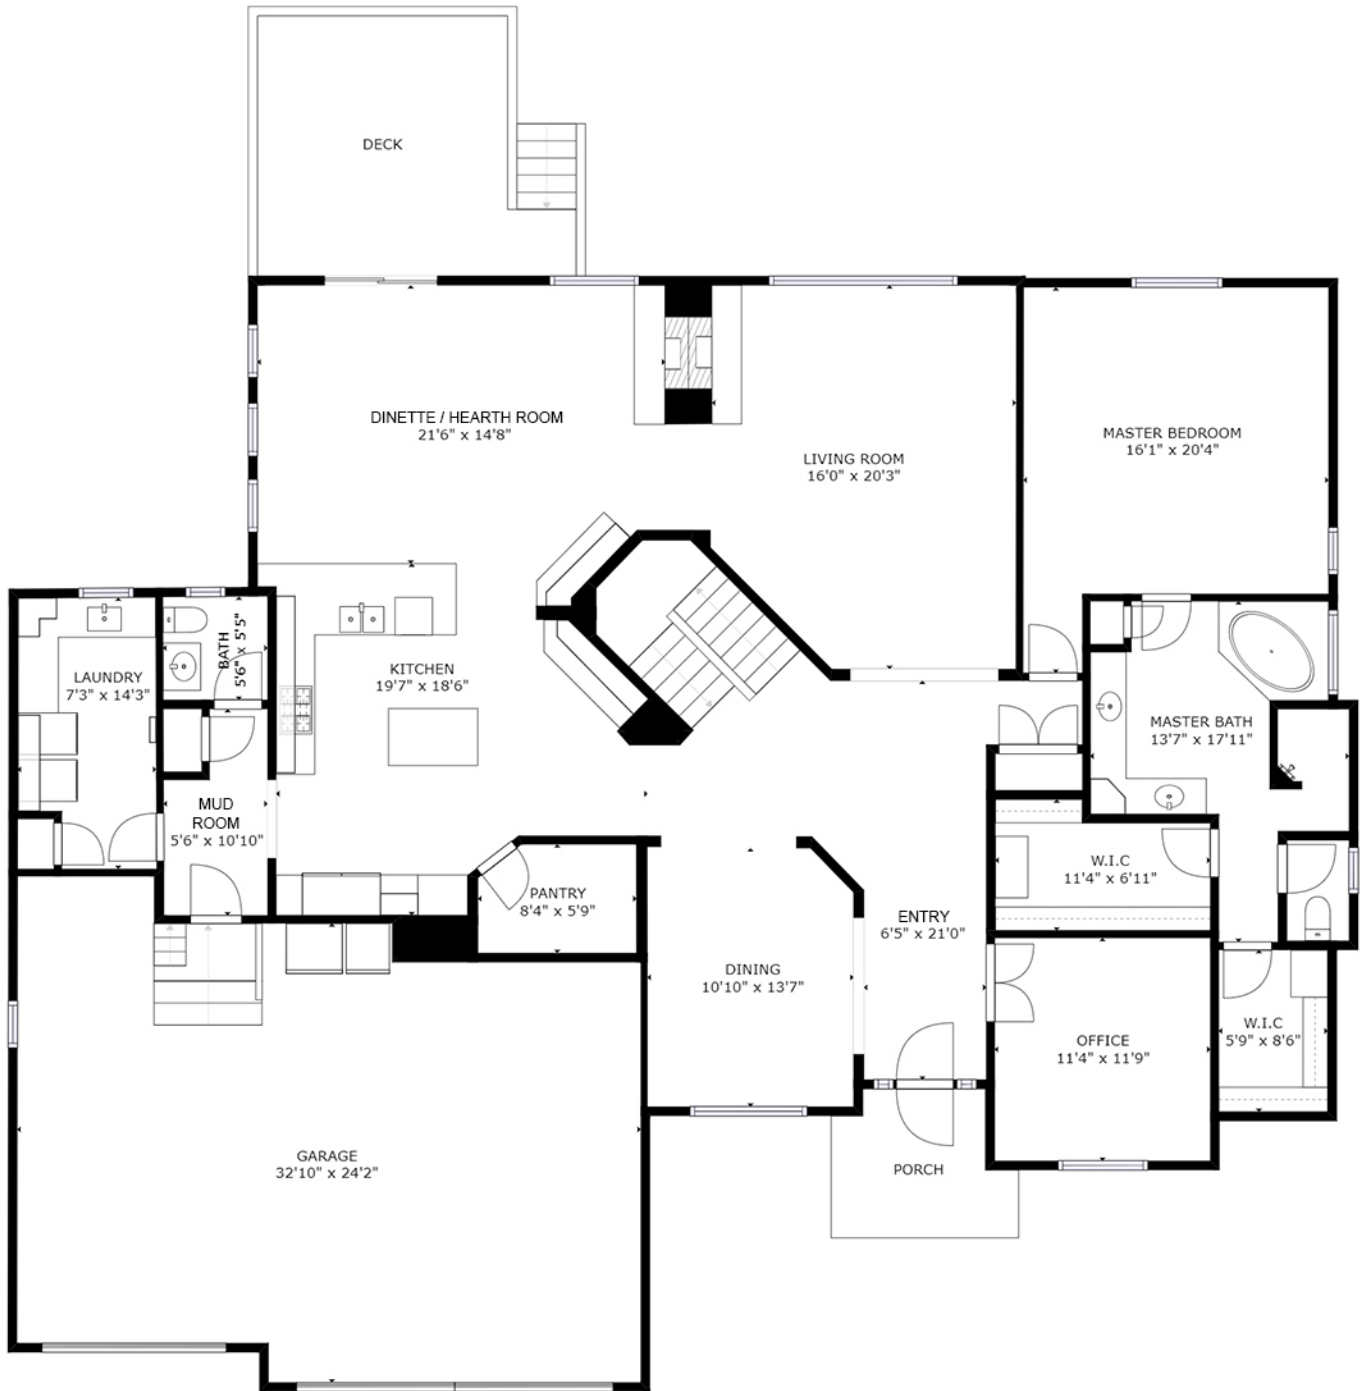 DECK
DINETTE / HEARTH ROOM
21'6" x 14'8"
LIVING ROOM
16'0" x 20'3"
MASTER BEDROOM
16'1" x 20'4"
BATH
5'6" x 5'5"
LAUNDRY
7'3" x 14'3"
KITCHEN
19'7" x 18'6"
MASTER BATH
13'7" x 17'11"
MUD
ROOM
5'6" x 10'10"
W.I.C
11'4" x 6'11"
PANTRY
8'4" x 5'9"
ENTRY
6'5" x 21'0"
DINING
10'10" x 13'7"
W.I.C
5'9" x 8'6"
OFFICE
11'4" x 11'9"
GARAGE
32'10" x 24'2"
PORCH